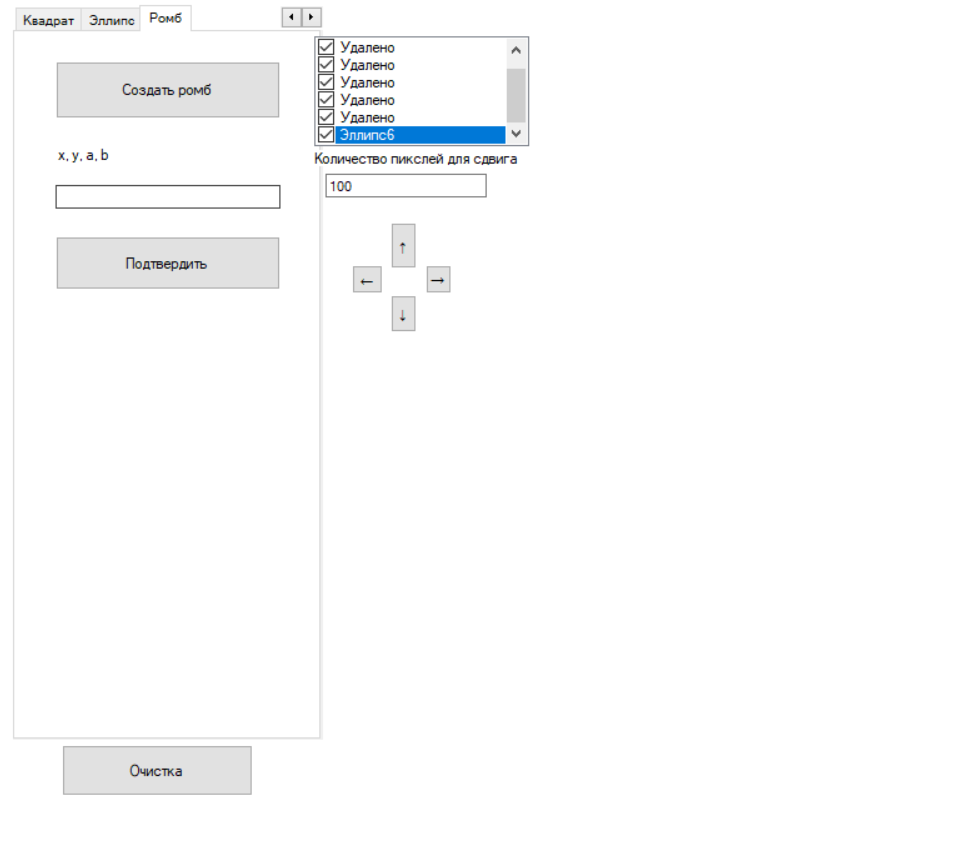 Квадрат Эллипс Ромб
Создать ромб
x, y, a, b
Подтвердить
Удалено
Удалено
Удалено
Удалено
Удалено
Эллипс6
Количество пикслей для сдвига
100
↑
← →
↓
Очистка